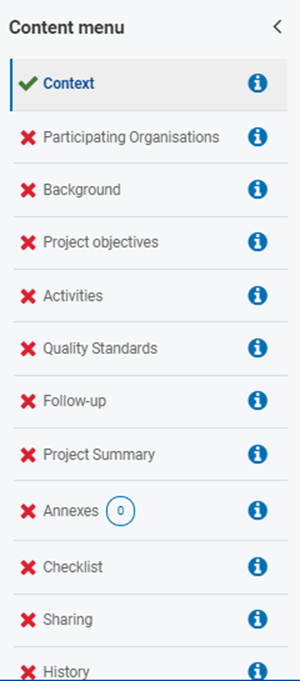 Content menu
Context
Participating Organisations
Background
Project objectives
Activities
Quality Standards
Follow-up
Project Summary
Annexes 0
Checklist
Sharing
History